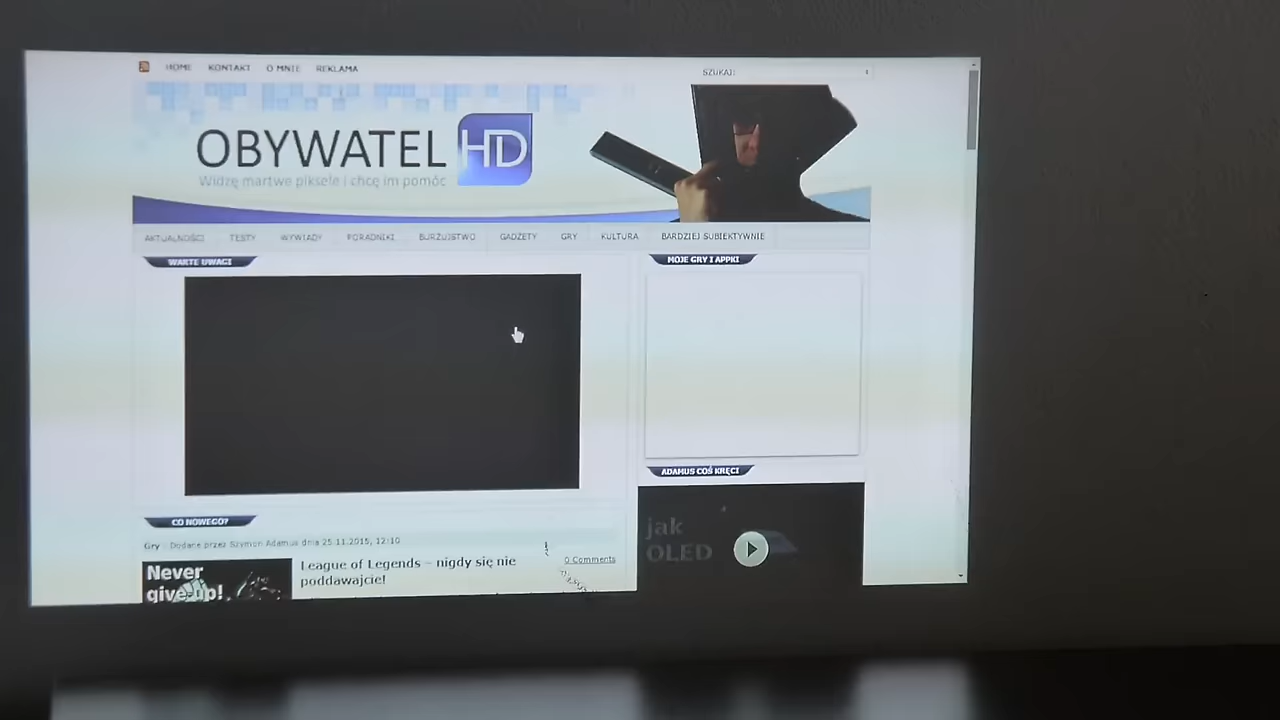 HOME KONTAKT O MNIE REKLAMA SZUKAJ:
OBYWATEL HD
Widzę martwe piksele i chcę im pomóc
AKTUALNOŚCI TESTY WYWIADY PORADNIKI BURŻUJSTWO GADŻETY GRY KULTURA BARDZIEJ SUBIEKTYWNIE
WARTE UWAGI
MOJE GRY I APPKI
ADAMUS COŚ KRĘCI
jak
OLED
CO NOWEGO?
Gry - Dodane przez Szymon Adamus dnia 25.11.2015, 12:10
0 Comments
Never
give up!
League of Legends – nigdy się nie
poddawajcie!